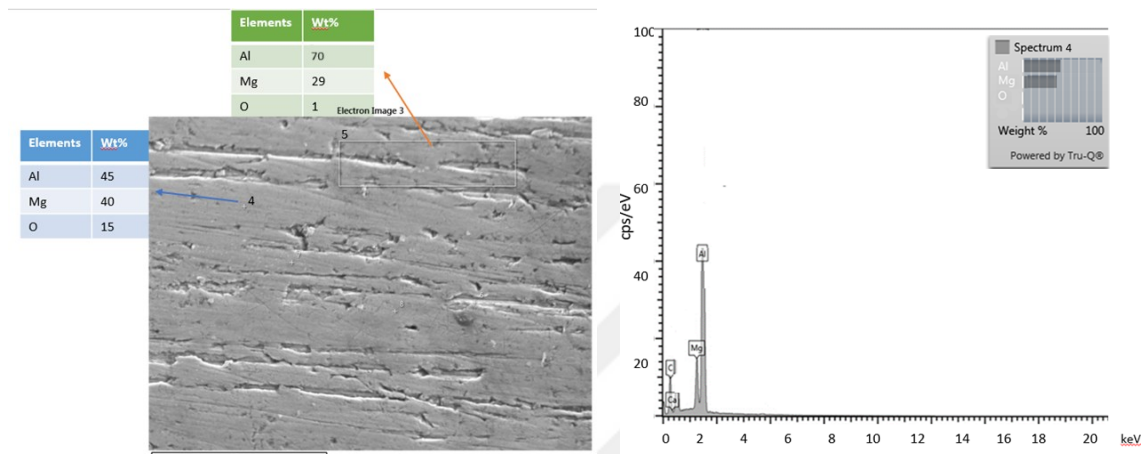 Elements Wt%
Al 70
Mg 29
O 1
Electron Image 3
Elements Wt%
Al 45
Mg 40
O 15
5
4
100
80
60
40
20
0 2 4 6 8 10 12 14 16 18 20 keV
cps/eV
Al
Mg
C
Ca
Spectrum 4
Al
Mg
O
Weight % 100
Powered by Tru-Q®